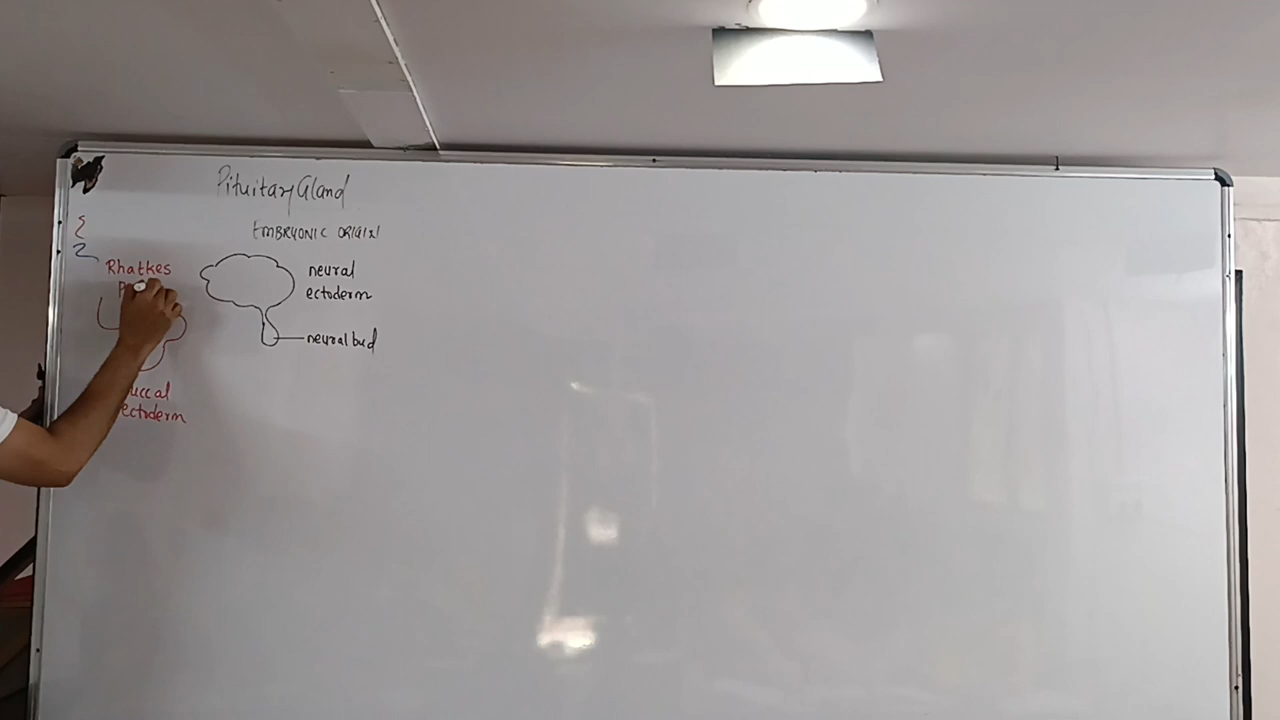 Pituitary Gland
EMBRYONIC ORIGIN
Rhatkes
neural
ectoderm
neural bud
ectoderm